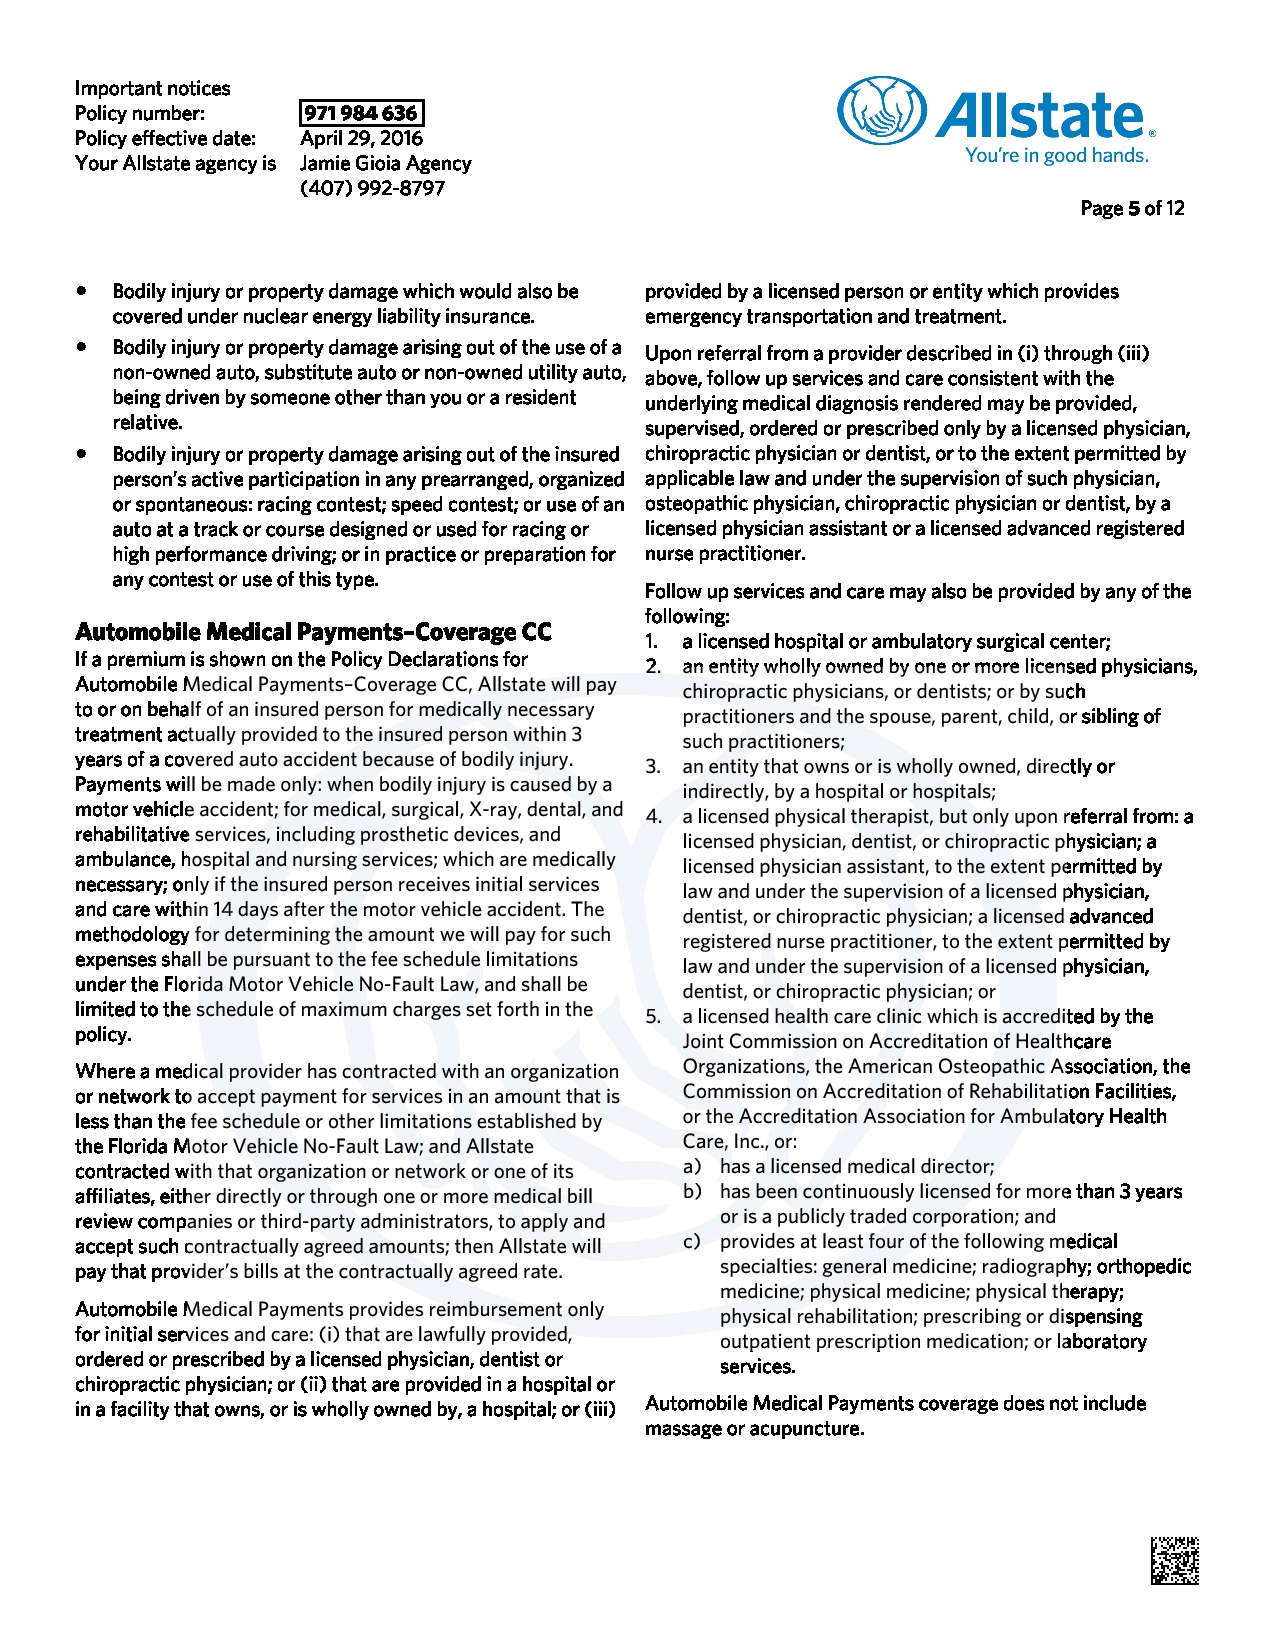 Important notices
Policy number: 971 984 636
Policy effective date: April 29, 2016
Your Allstate agency is Jamie Gioia Agency
(407) 992-8797
Allstate®
You're in good hands.
Page 5 of 12
• Bodily injury or property damage which would also be
covered under nuclear energy liability insurance.
• Bodily injury or property damage arising out of the use of a
non-owned auto, substitute auto or non-owned utility auto,
being driven by someone other than you or a resident
relative.
• Bodily injury or property damage arising out of the insured
person's active participation in any prearranged, organized
or spontaneous: racing contest; speed contest; or use of an
auto at a track or course designed or used for racing or
high performance driving; or in practice or preparation for
any contest or use of this type.
Automobile Medical Payments–Coverage CC
If a premium is shown on the Policy Declarations for
Automobile Medical Payments–Coverage CC, Allstate will pay
to or on behalf of an insured person for medically necessary
treatment actually provided to the insured person within 3
years of a covered auto accident because of bodily injury.
Payments will be made only: when bodily injury is caused by a
motor vehicle accident; for medical, surgical, X-ray, dental, and
rehabilitative services, including prosthetic devices, and
ambulance, hospital and nursing services; which are medically
necessary; only if the insured person receives initial services
and care within 14 days after the motor vehicle accident. The
methodology for determining the amount we will pay for such
expenses shall be pursuant to the fee schedule limitations
under the Florida Motor Vehicle No-Fault Law, and shall be
limited to the schedule of maximum charges set forth in the
policy.
Where a medical provider has contracted with an organization
or network to accept payment for services in an amount that is
less than the fee schedule or other limitations established by
the Florida Motor Vehicle No-Fault Law; and Allstate
contracted with that organization or network or one of its
affiliates, either directly or through one or more medical bill
review companies or third-party administrators, to apply and
accept such contractually agreed amounts; then Allstate will
pay that provider's bills at the contractually agreed rate.
Automobile Medical Payments provides reimbursement only
for initial services and care: (i) that are lawfully provided,
ordered or prescribed by a licensed physician, dentist or
chiropractic physician; or (ii) that are provided in a hospital or
in a facility that owns, or is wholly owned by, a hospital; or (iii)
provided by a licensed person or entity which provides
emergency transportation and treatment.
Upon referral from a provider described in (i) through (iii)
above, follow up services and care consistent with the
underlying medical diagnosis rendered may be provided,
supervised, ordered or prescribed only by a licensed physician,
chiropractic physician or dentist, or to the extent permitted by
applicable law and under the supervision of such physician,
osteopathic physician, chiropractic physician or dentist, by a
licensed physician assistant or a licensed advanced registered
nurse practitioner.
Follow up services and care may also be provided by any of the
following:
1. a licensed hospital or ambulatory surgical center;
2. an entity wholly owned by one or more licensed physicians,
chiropractic physicians, or dentists; or by such
practitioners and the spouse, parent, child, or sibling of
such practitioners;
3. an entity that owns or is wholly owned, directly or
indirectly, by a hospital or hospitals;
4. a licensed physical therapist, but only upon referral from: a
licensed physician, dentist, or chiropractic physician; a
licensed physician assistant, to the extent permitted by
law and under the supervision of a licensed physician,
dentist, or chiropractic physician; a licensed advanced
registered nurse practitioner, to the extent permitted by
law and under the supervision of a licensed physician,
dentist, or chiropractic physician; or
5. a licensed health care clinic which is accredited by the
Joint Commission on Accreditation of Healthcare
Organizations, the American Osteopathic Association, the
Commission on Accreditation of Rehabilitation Facilities,
or the Accreditation Association for Ambulatory Health
Care, Inc., or:
a) has a licensed medical director;
b) has been continuously licensed for more than 3 years
or is a publicly traded corporation; and
c) provides at least four of the following medical
specialties: general medicine; radiography; orthopedic
medicine; physical medicine; physical therapy;
physical rehabilitation; prescribing or dispensing
outpatient prescription medication; or laboratory
services.
Automobile Medical Payments coverage does not include
massage or acupuncture.